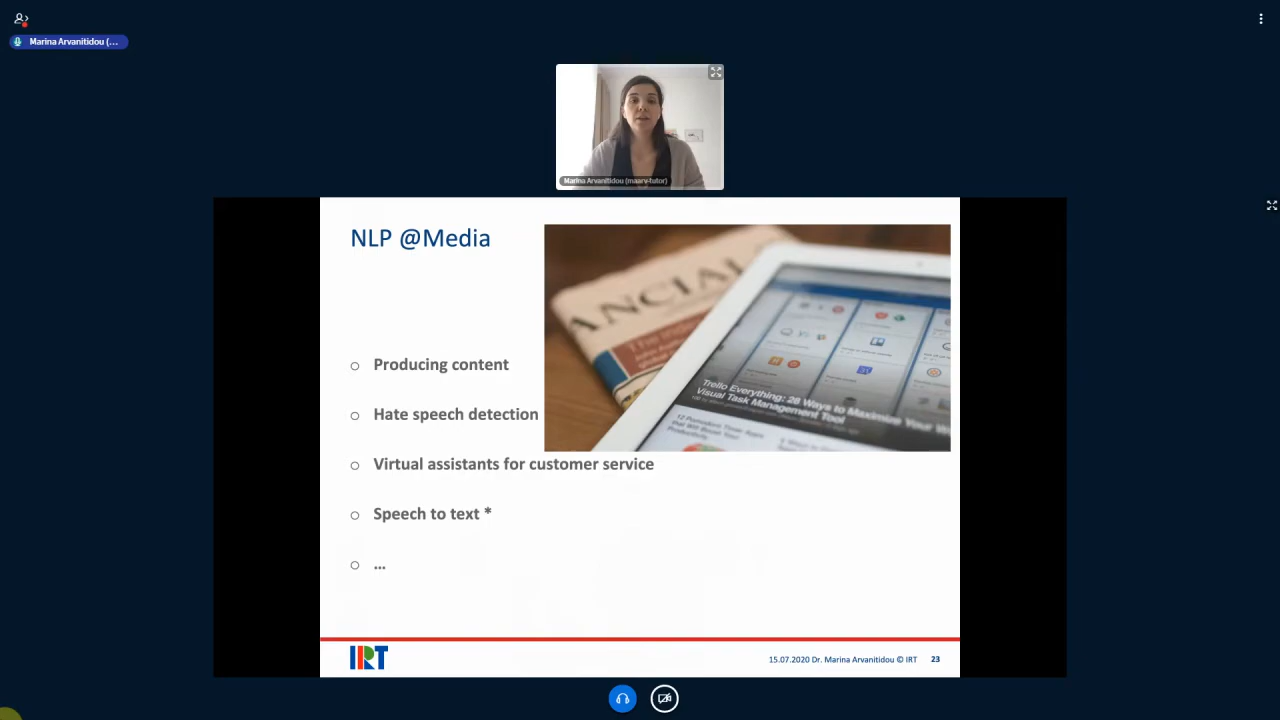 Marina Arvanitidou (...
Marina Arvanitidou (maarv-tutor)
NLP @Media
ANCIAL
Trello Everything: 28 Ways to Maximize Your
Visual Task Management Tool
○ Producing content
○ Hate speech detection
○ Virtual assistants for customer service
○ Speech to text *
○ ...
IRT
15.07.2020 Dr. Marina Arvanitidou © IRT 23